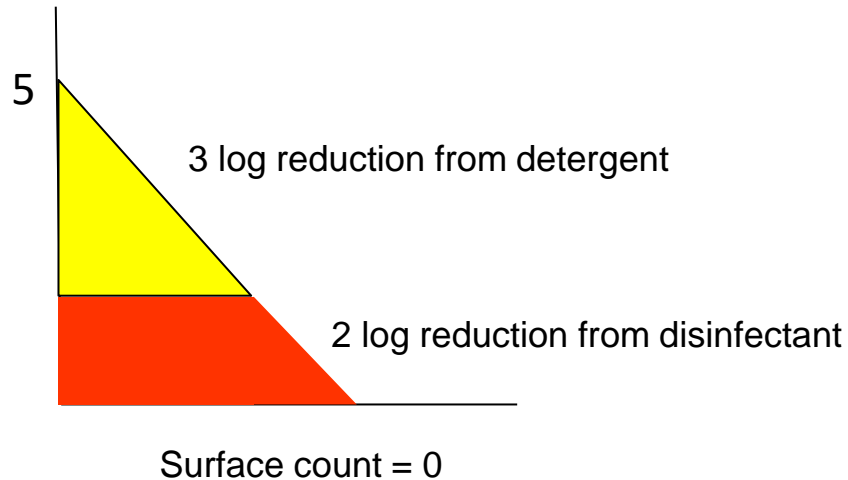 5
3 log reduction from detergent
2 log reduction from disinfectant
Surface count = 0